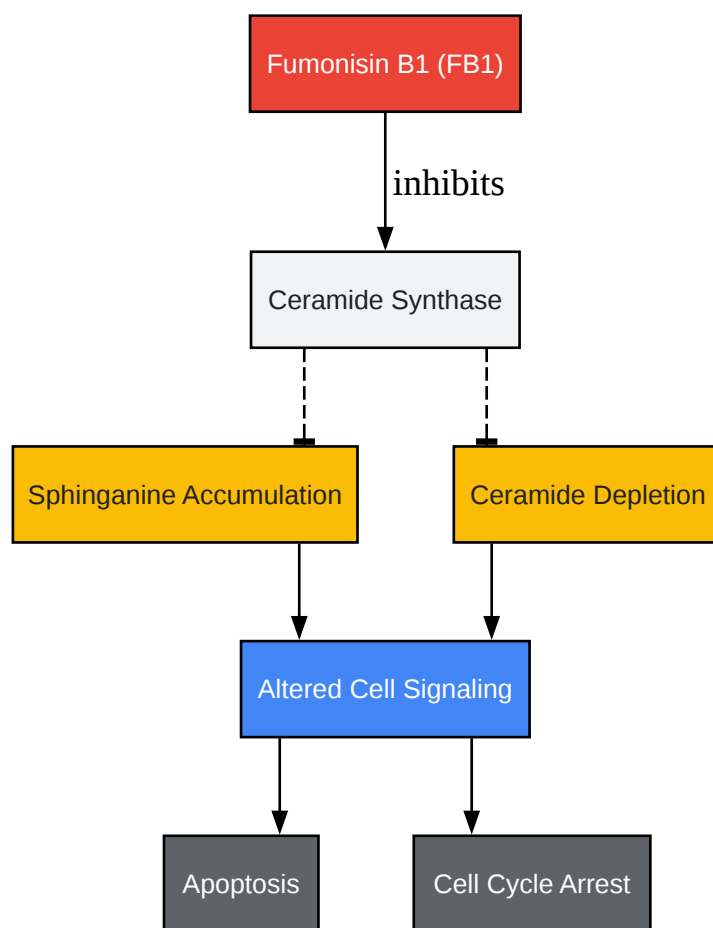 Fumonisin B1 (FB1)
inhibits
Ceramide Synthase
Sphinganine Accumulation
Ceramide Depletion
Altered Cell Signaling
Apoptosis
Cell Cycle Arrest